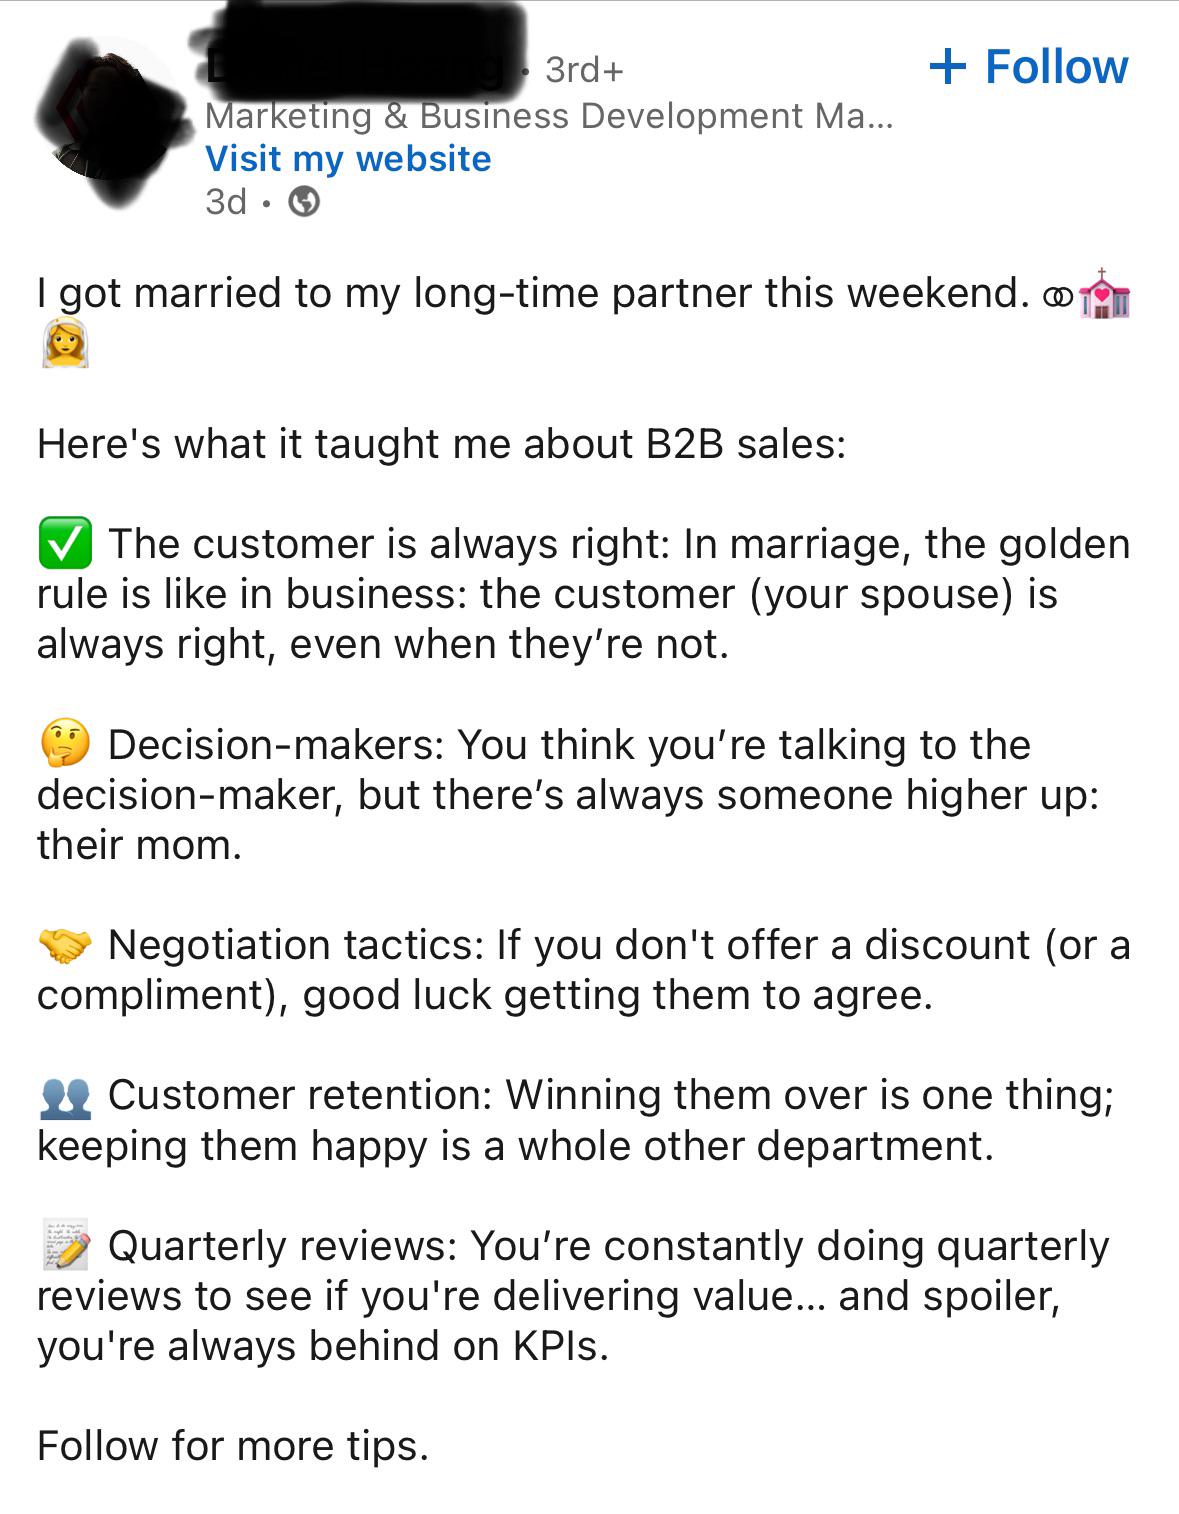 • 3rd+
+ Follow
Marketing & Business Development Ma...
Visit my website
3d •
I got married to my long-time partner this weekend. ⚭💒
👰
Here's what it taught me about B2B sales:
✅ The customer is always right: In marriage, the golden
rule is like in business: the customer (your spouse) is
always right, even when they’re not.
🤔 Decision-makers: You think you’re talking to the
decision-maker, but there’s always someone higher up:
their mom.
🤝 Negotiation tactics: If you don't offer a discount (or a
compliment), good luck getting them to agree.
👥 Customer retention: Winning them over is one thing;
keeping them happy is a whole other department.
📝 Quarterly reviews: You’re constantly doing quarterly
reviews to see if you're delivering value... and spoiler,
you're always behind on KPIs.
Follow for more tips.